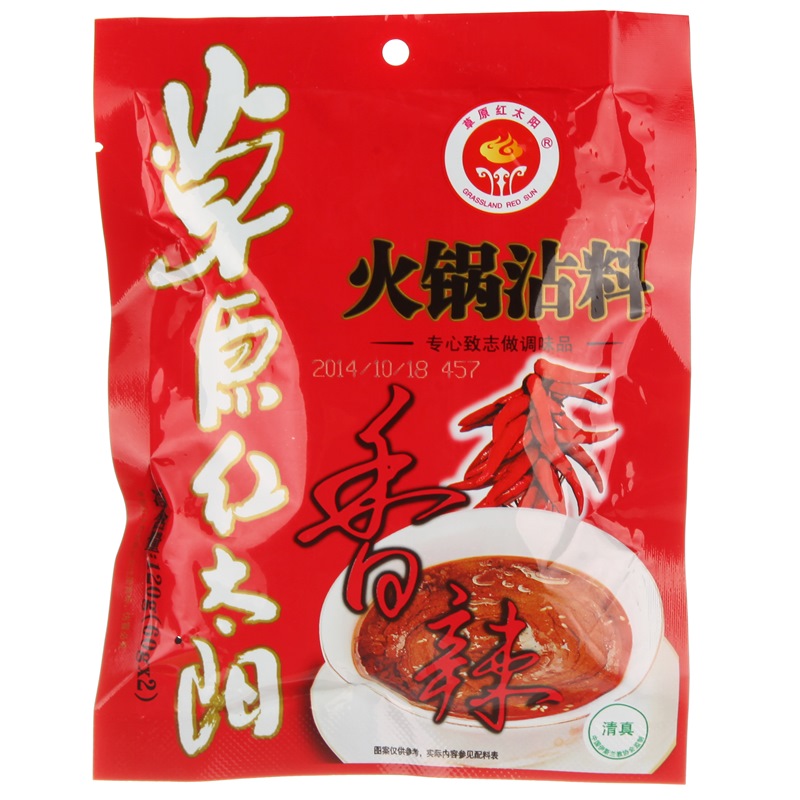 草原红太阳
草原红太阳
®
GRASSLAND RED SUN
火锅沾料
专心致志做调味品
2014/10/18 457
香辣
:120g(60gx2)
清真
图案仅供参考,实际内容参见配料表